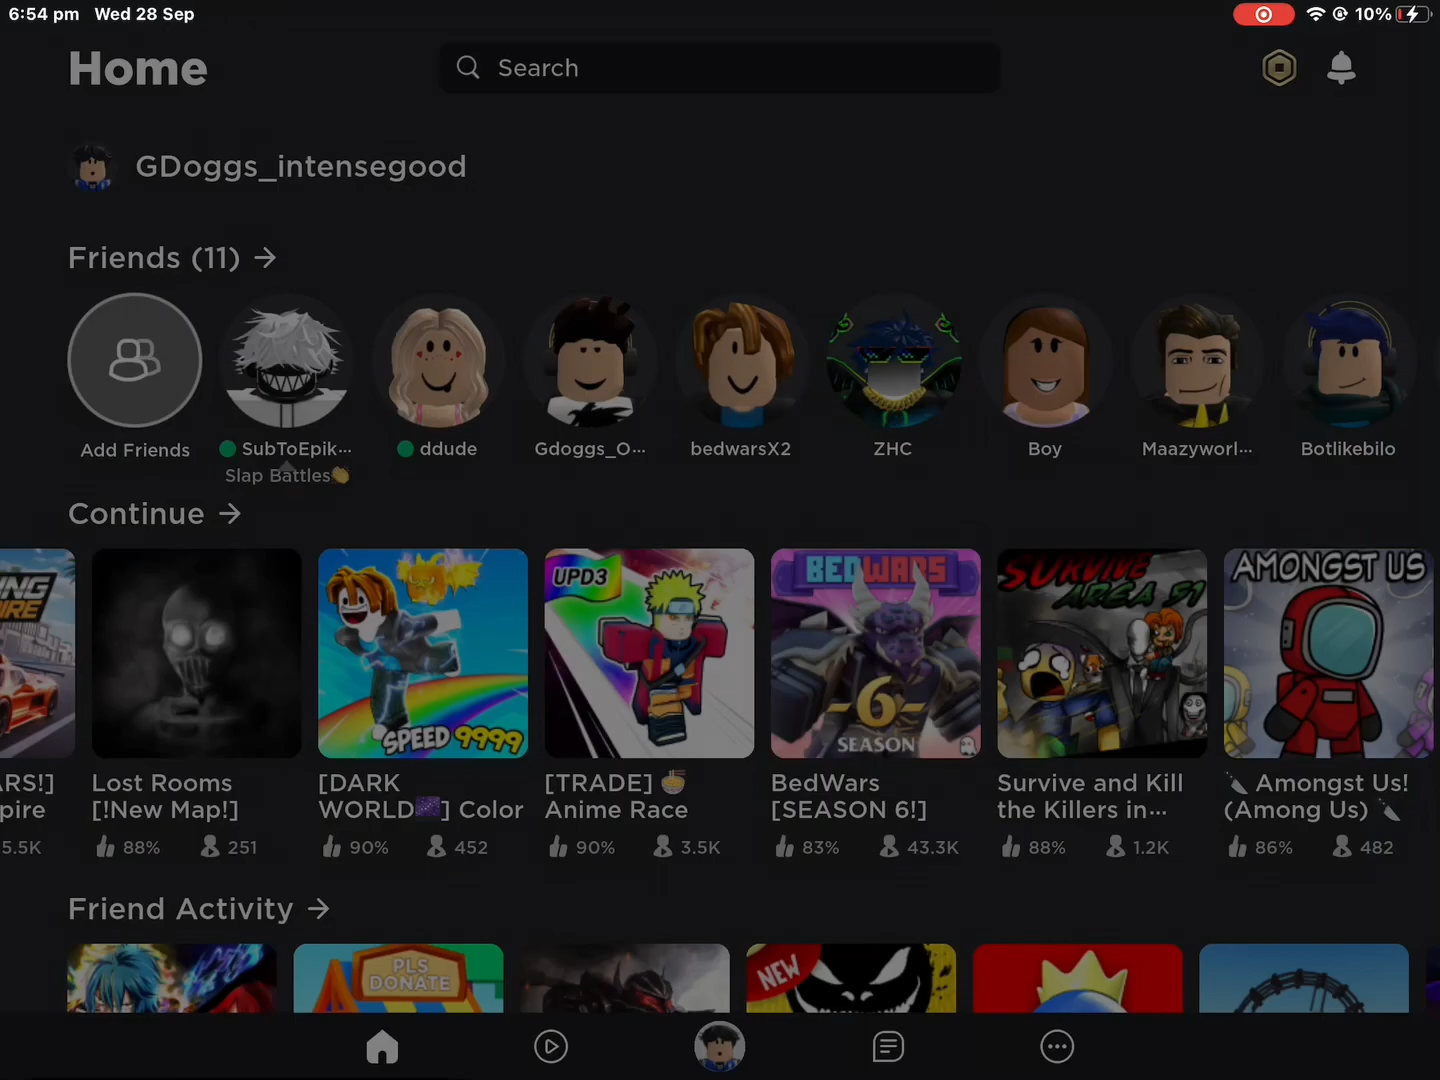 6:54 pm Wed 28 Sep
10%
Home
Search
GDoggs_intensegood
Friends (11) →
Add Friends
SubToEpik···
Slap Battles👏
ddude
Gdoggs_O···
bedwarsX2
ZHC
Boy
Maazyworl···
Botlikebilo
Continue →
ARS!]
pire
5.5K
Lost Rooms
[!New Map!]
88% 251
SPEED 9999
[DARK
WORLD🌌] Color
90% 452
UPD3
[TRADE] 🍜
Anime Race
90% 3.5K
BEDWARS
6
SEASON
BedWars
[SEASON 6!]
83% 43.3K
SURVIVE
AREA 51
Survive and Kill
the Killers in···
88% 1.2K
AMONGST US
🔪 Amongst Us!
(Among Us) 🔪
86% 482
Friend Activity →
PLS
DONATE
NEW